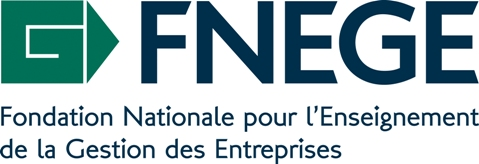 FNEGE
Fondation Nationale pour l'Enseignement
de la Gestion des Entreprises